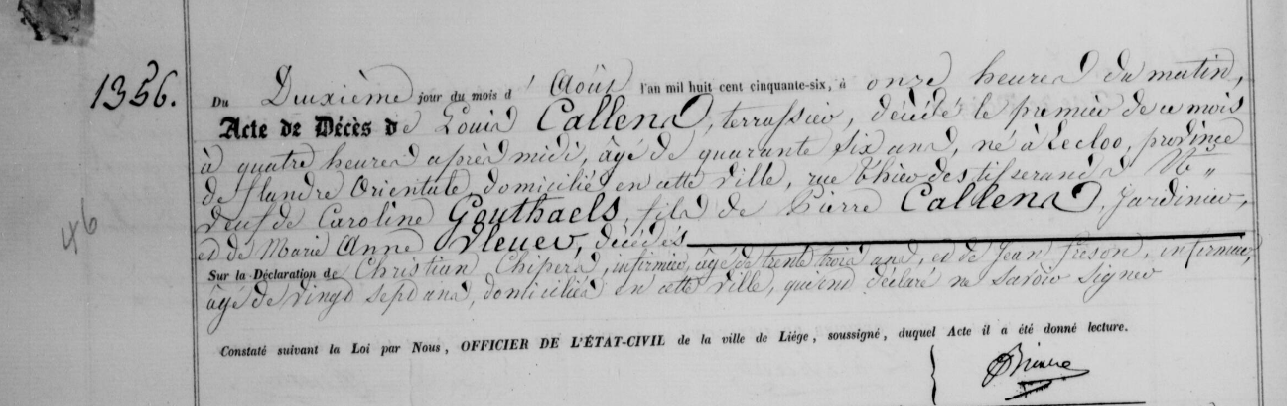 1356.
Du Deuxième jour du mois d' Août l'an mil huit cent cinquante-six, à onze heures du matin,
Acte de Décès de Louis Callens, terrassier, décédé le premier de ce mois
à quatre heures après midi, âgé de quarante six ans, né à Lecloo, province
de flandre Orientale domicilié en cette ville, rue thier des tisserands N° "
veuf de Caroline Geuthaels, fils de Pierre Callens, Jardinier,
et de Marie Anne décédés
Sur la Déclaration de Christian Chipers, infirmier, âgé de trente trois ans, et de Jean frison, infirmier,
âgé de vingt sept ans, domiciliés en cette ville, qui ont déclaré ne savoir signer
46
Constaté suivant la Loi par Nous, OFFICIER DE L'ÉTAT-CIVIL de la ville de Liége, soussigné, duquel Acte il a été donné lecture.